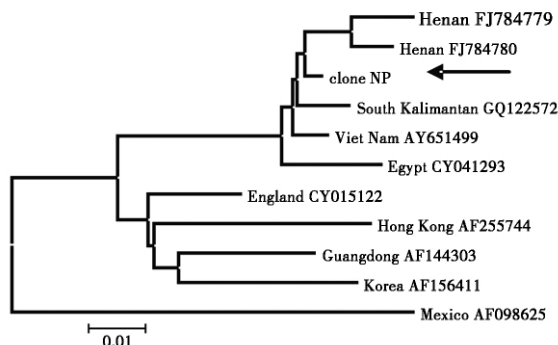 Henan FJ784779
Henan FJ784780
clone NP
South Kalimantan GQ122572
Viet Nam AY651499
Egypt CY041293
England CY015122
Hong Kong AF255744
Guangdong AF144303
Korea AF156411
Mexico AF098625
0.01